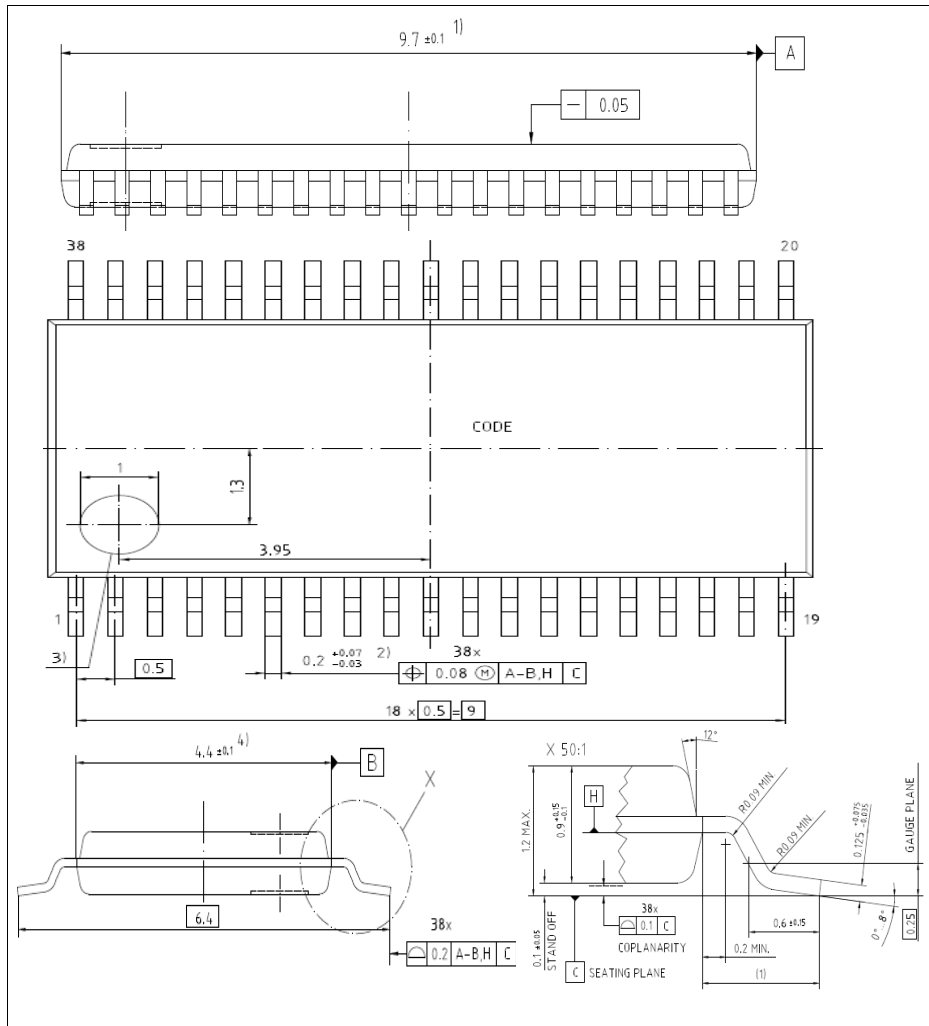 9.7 ±0.1 1)
A
— 0.05
38
20
CODE
1
1.3
3.95
1
19
3)
0.5
0.2 +0.07 -0.03 2)
38x
⌖ 0.08 Ⓜ A-B,H C
18 x 0.5 = 9
4.4 ±0.1 4)
B
X
6.4
38x
⌓ 0.2 A-B,H C
X 50:1
12°
H
1.2 MAX.
0.9 +0.15 -0.1
R0.09 MIN
R0.09 MIN
0.125 +0.075 -0.035
GAUGE PLANE
0.1 ±0.05
STAND OFF
38x
⌓ 0.1 C
COPLANARITY
C SEATING PLANE
0.6 ±0.15
0.2 MIN.
(1)
0°...8°
0.25